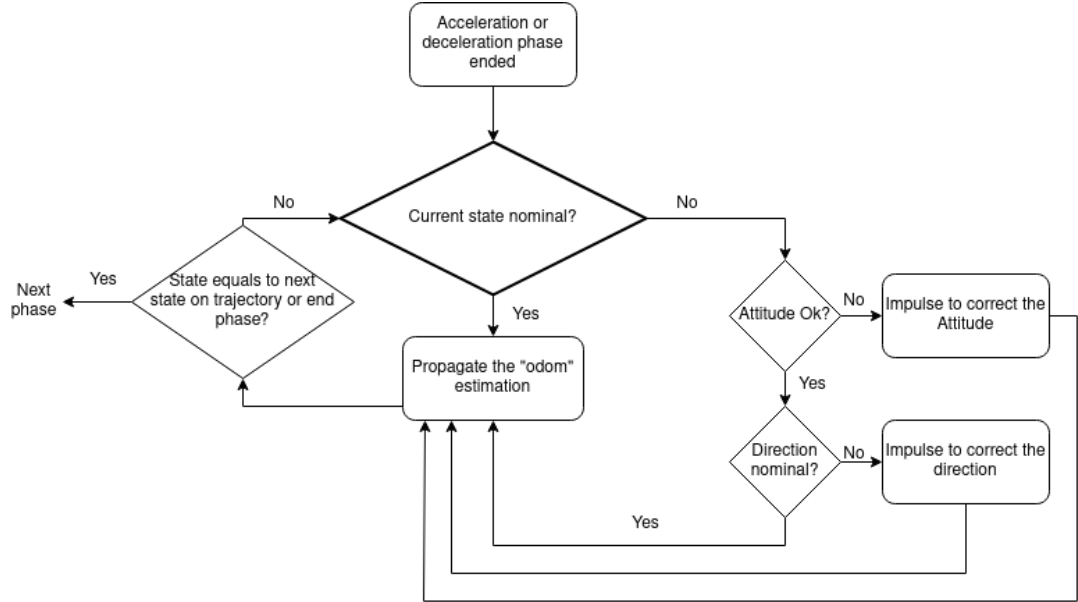 Acceleration or
deceleration phase
ended
No
Current state nominal?
No
State equals to next
state on trajectory or end
phase?
Yes
Next
phase
Yes
Propagate the "odom"
estimation
Attitude Ok?
No
Impulse to correct the
Attitude
Yes
Direction
nominal?
No
Impulse to correct the
direction
Yes